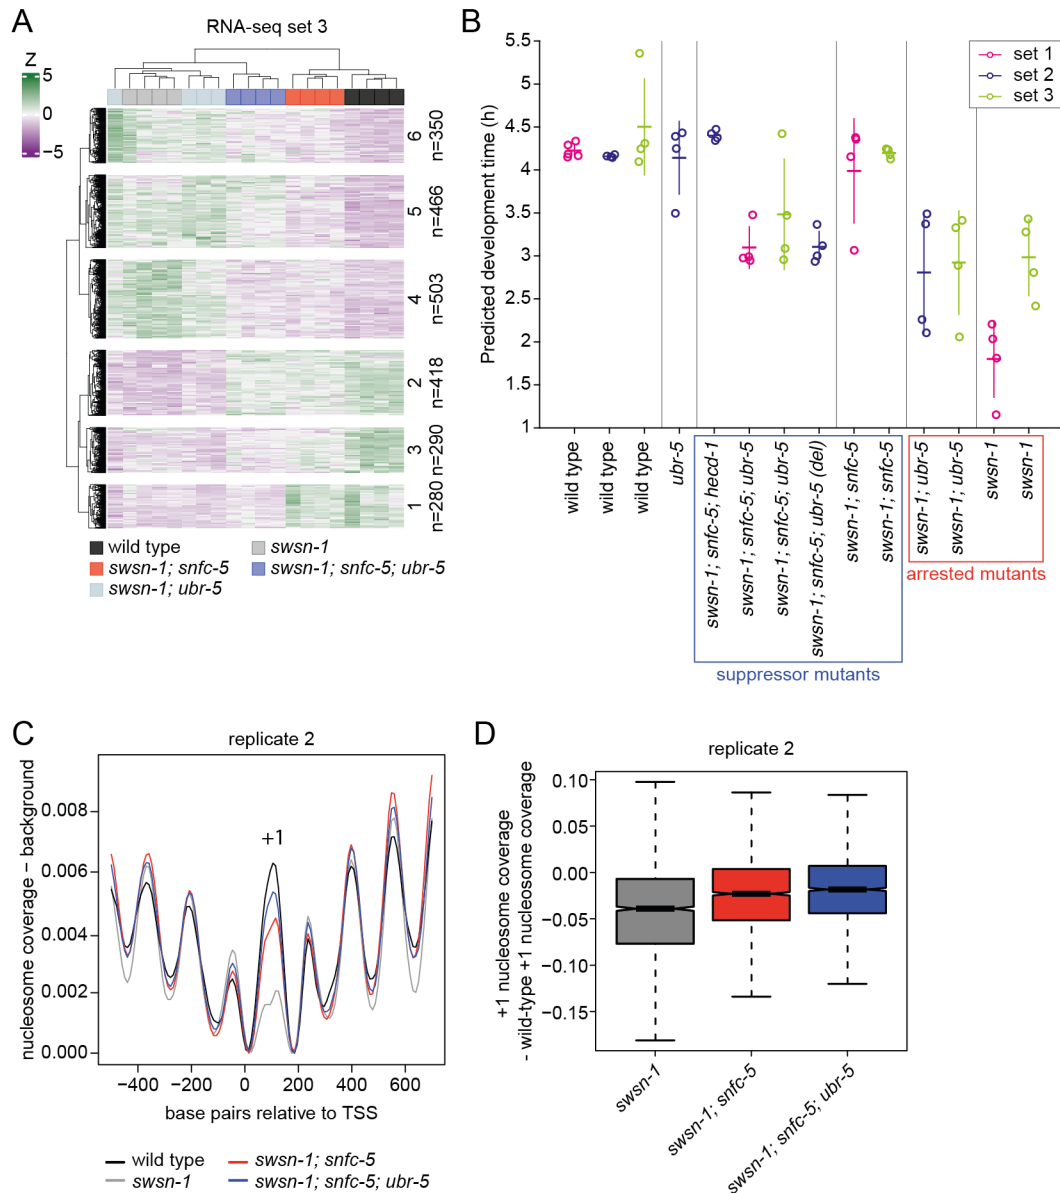 A
RNA-seq set 3
Z
5
0
−5
6
n=350
5
n=466
4
n=503
2
n=418
3
n=290
1
n=280
wild type
swsn-1
swsn-1; snfc-5
swsn-1; snfc-5; ubr-5
swsn-1; ubr-5
B
Predicted development time (h)
5.5
5
4.5
4
3.5
3
2.5
2
1.5
1
set 1
set 2
set 3
wild type
wild type
wild type
ubr-5
swsn-1; snfc-5; hecd-1
swsn-1; snfc-5; ubr-5
swsn-1; snfc-5; ubr-5
swsn-1; snfc-5; ubr-5 (del)
swsn-1; snfc-5
swsn-1; snfc-5
swsn-1; ubr-5
swsn-1; ubr-5
swsn-1
swsn-1
arrested mutants
suppressor mutants
C
replicate 2
nucleosome coverage − background
0.008
0.006
0.004
0.002
0.000
+1
−400
−200
0
200
400
600
base pairs relative to TSS
wild type
swsn-1; snfc-5
swsn-1
swsn-1; snfc-5; ubr-5
D
replicate 2
+1 nucleosome coverage
- wild-type +1 nucleosome coverage
0.10
0.05
0.00
−0.05
−0.10
−0.15
swsn-1
swsn-1; snfc-5
swsn-1; snfc-5; ubr-5